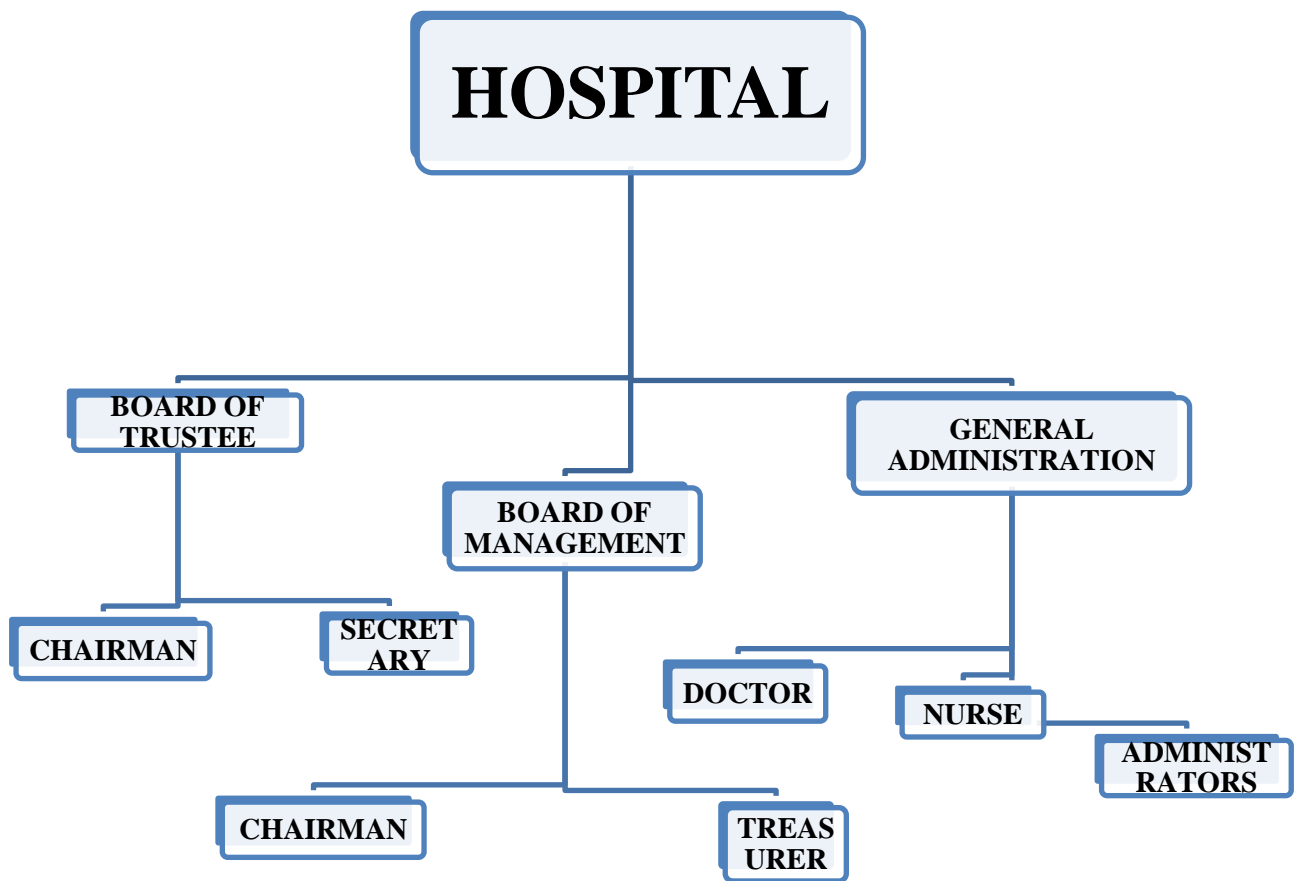 HOSPITAL
BOARD OF
TRUSTEE
GENERAL
ADMINISTRATION
BOARD OF
MANAGEMENT
CHAIRMAN
SECRET
ARY
DOCTOR
NURSE
ADMINIST
RATORS
CHAIRMAN
TREAS
URER